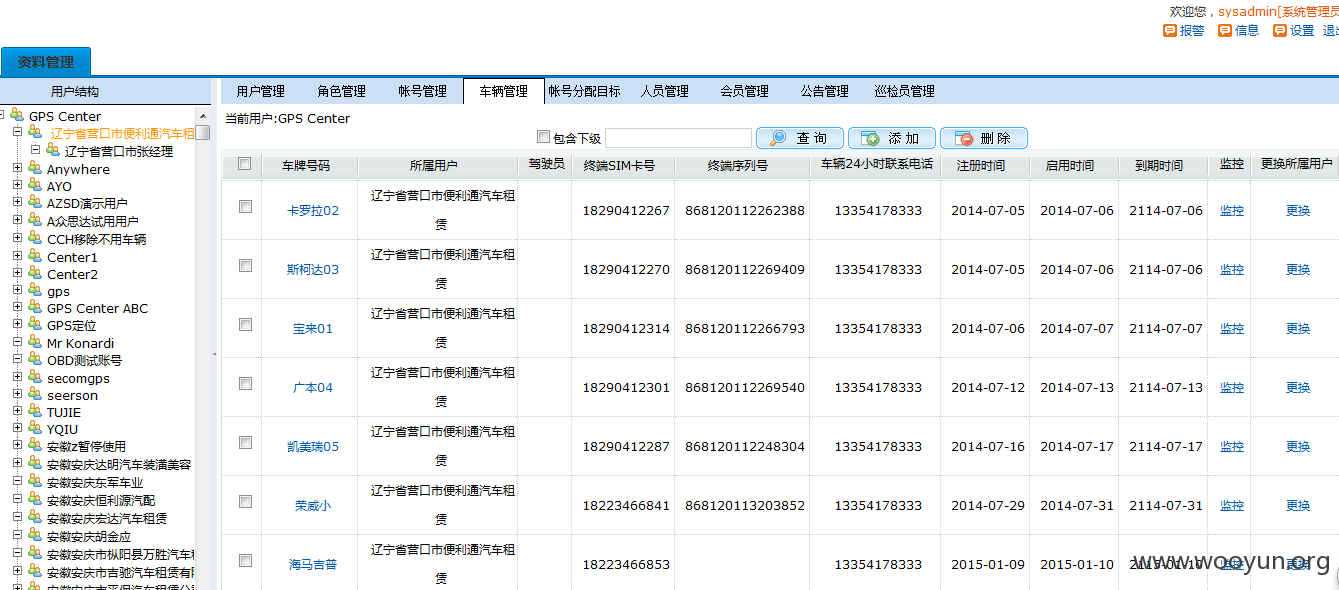 欢迎您，sysadmin[系统管理员
报警 信息 设置 退出
资料管理
用户结构
用户管理 角色管理 帐号管理 车辆管理 帐号分配目标 人员管理 会员管理 公告管理 巡检员管理
GPS Center
辽宁省营口市便利通汽车租
辽宁省营口市张经理
Anywhere
AYO
AZSD演示用户
A众思达试用用户
CCH移除不用车辆
Center1
Center2
gps
GPS Center ABC
GPS定位
Mr Konardi
OBD测试账号
secomgps
seerson
TUJIE
YQIU
安徽z暂停使用
安徽安庆达明汽车装潢美容
安徽安庆东军车业
安徽安庆恒利源汽配
安徽安庆宏达汽车租赁
安徽安庆胡金应
安徽安庆市枞阳县万胜汽车租
安徽安庆市吉驰汽车租赁有限
当前用户:GPS Center
包含下级 查 询 添 加 删 除
车牌号码 所属用户 驾驶员 终端SIM卡号 终端序列号 车辆24小时联系电话 注册时间 启用时间 到期时间 监控 更换所属用户
卡罗拉02 辽宁省营口市便利通汽车租赁 18290412267 868120112262388 13354178333 2014-07-05 2014-07-06 2114-07-06 监控 更换
斯柯达03 辽宁省营口市便利通汽车租赁 18290412270 868120112269409 13354178333 2014-07-05 2014-07-06 2114-07-06 监控 更换
宝来01 辽宁省营口市便利通汽车租赁 18290412314 868120112266793 13354178333 2014-07-06 2014-07-07 2114-07-07 监控 更换
广本04 辽宁省营口市便利通汽车租赁 18290412301 868120112269540 13354178333 2014-07-12 2014-07-13 2114-07-13 监控 更换
凯美瑞05 辽宁省营口市便利通汽车租赁 18290412287 868120112248304 13354178333 2014-07-16 2014-07-17 2114-07-17 监控 更换
荣威小 辽宁省营口市便利通汽车租赁 18223466841 868120113203852 13354178333 2014-07-29 2014-07-31 2114-07-31 监控 更换
海马吉普 辽宁省营口市便利通汽车租赁 18223466853 13354178333 2015-01-09 2015-01-10 2115-01-10 监控 更换
www.wooyun.org